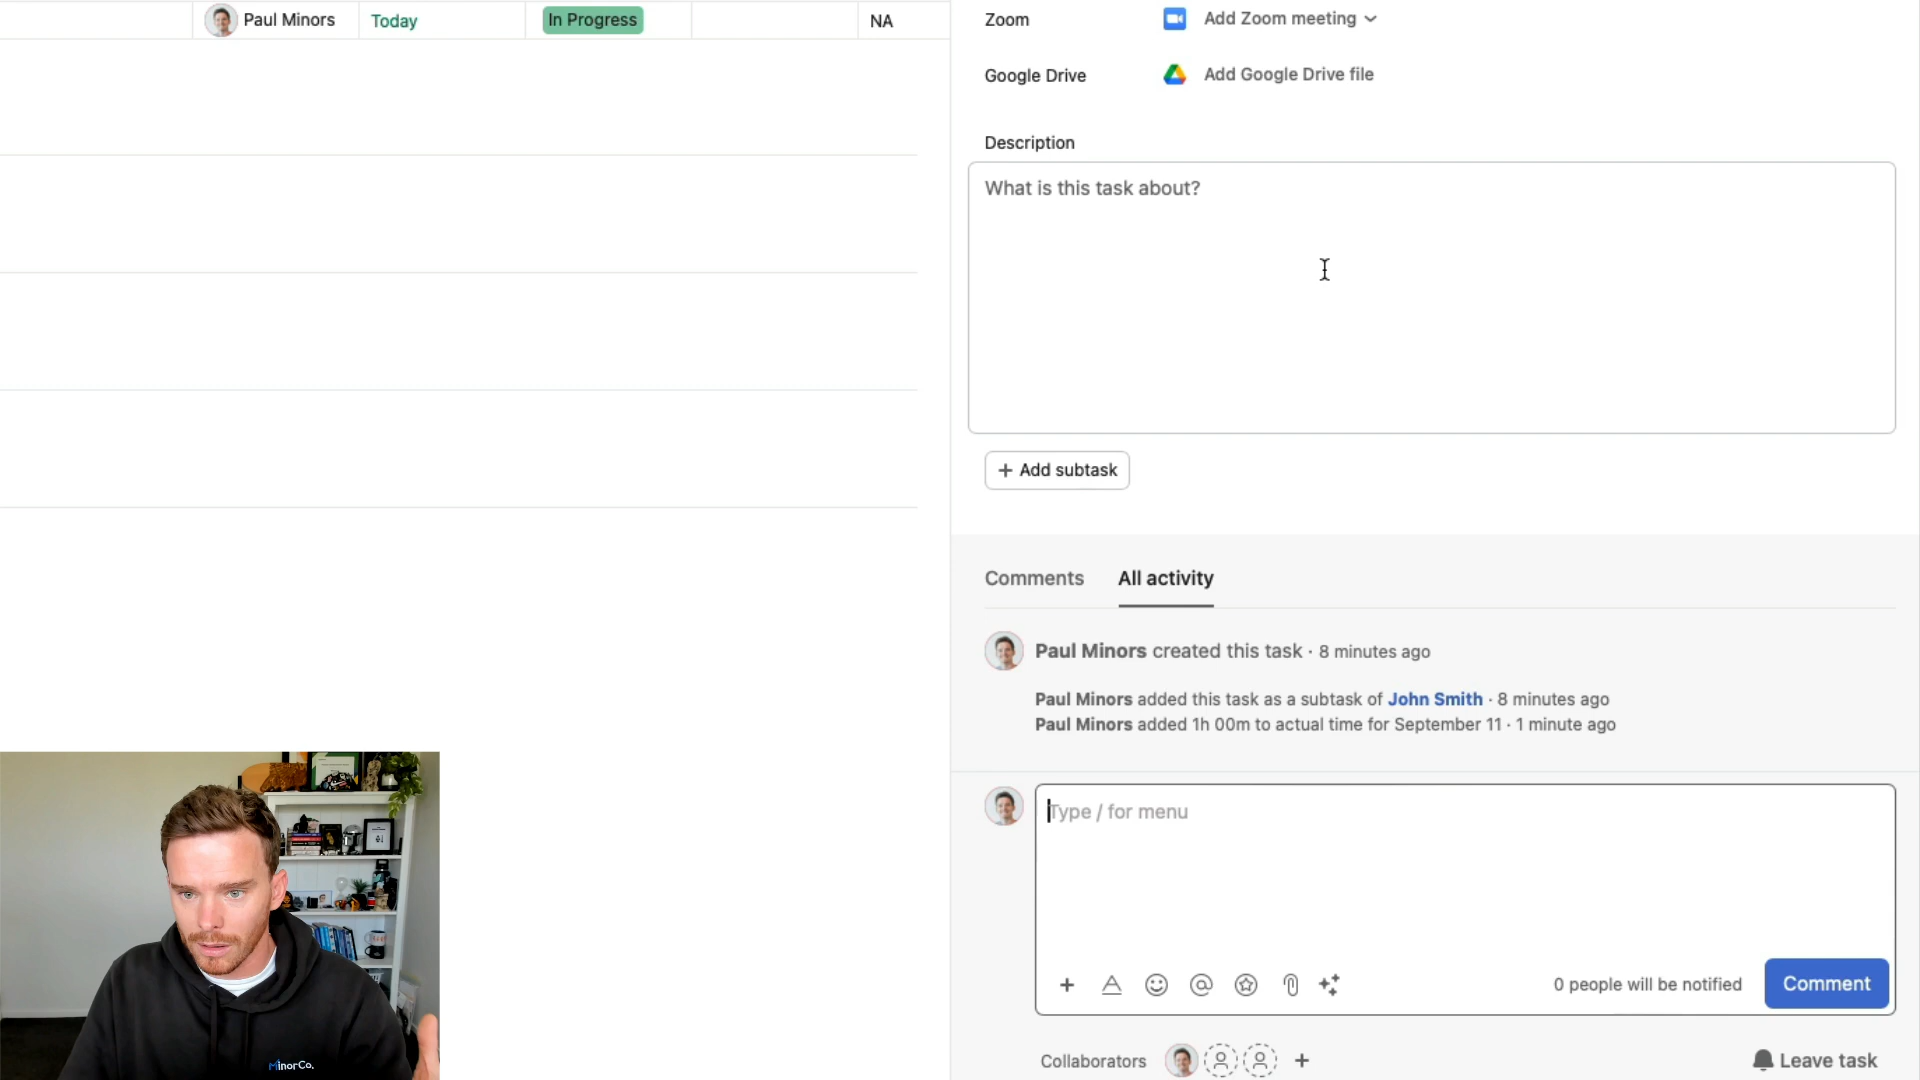 Paul Minors Today In Progress NA
Zoom Add Zoom meeting
Google Drive Add Google Drive file
Description
What is this task about?
+ Add subtask
Comments All activity
Paul Minors created this task · 8 minutes ago
Paul Minors added this task as a subtask of John Smith · 8 minutes ago
Paul Minors added 1h 00m to actual time for September 11 · 1 minute ago
Type / for menu
0 people will be notified Comment
Collaborators Leave task
MinorCo.